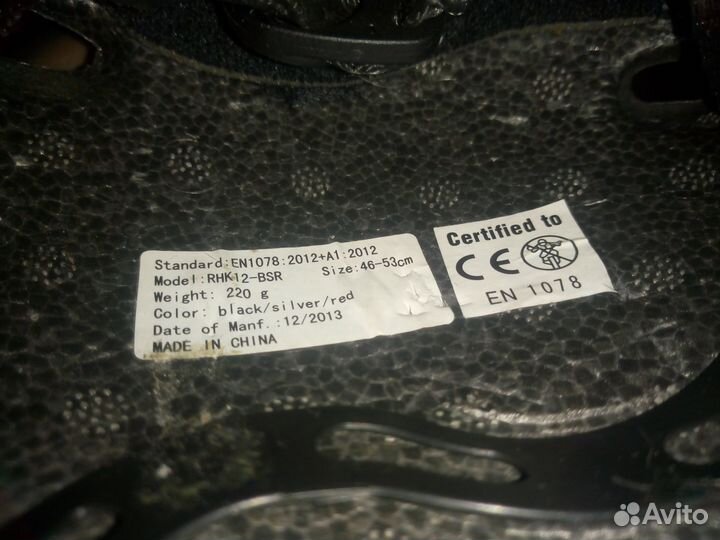 Standard:EN1078:2012+A1:2012
Model:RHK12-BSR Size:46-53cm
Weight: 220 g
Color: black/silver/red
Date of Manf.:12/2013
MADE IN CHINA
Certified to
CE
EN 1078
Avito